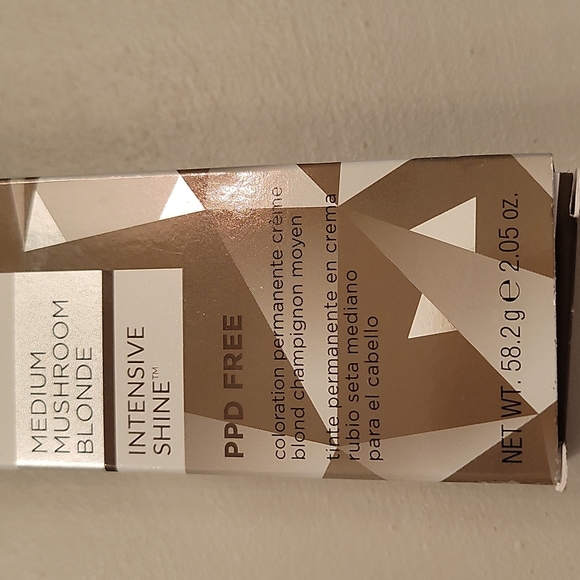 MEDIUM
MUSHROOM
BLONDE
INTENSIVE
SHINE™
PPD FREE
coloration permanente crème
blond champignon moyen
tinte permanente en crema
rubio seta mediano
para el cabello
NET WT. 58.2 g ℮ 2.05 oz.